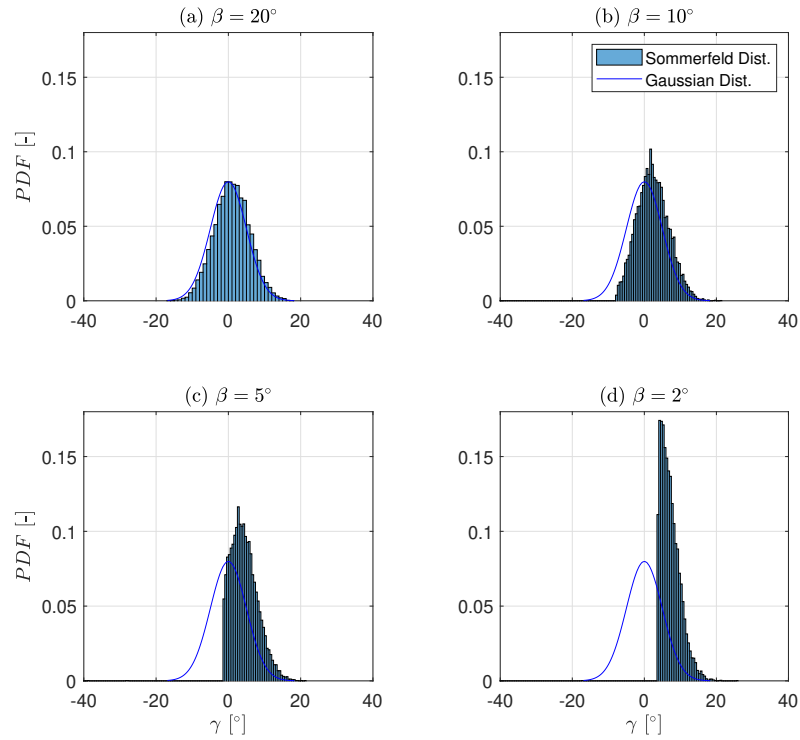 (a) β = 20°
(b) β = 10°
0.15
0.1
0.05
0
PDF [-]
-40 -20 0 20 40
0.15
0.1
0.05
0
-40 -20 0 20 40
Sommerfeld Dist.
Gaussian Dist.
(c) β = 5°
(d) β = 2°
0.15
0.1
0.05
0
PDF [-]
-40 -20 0 20 40
γ [°]
0.15
0.1
0.05
0
-40 -20 0 20 40
γ [°]